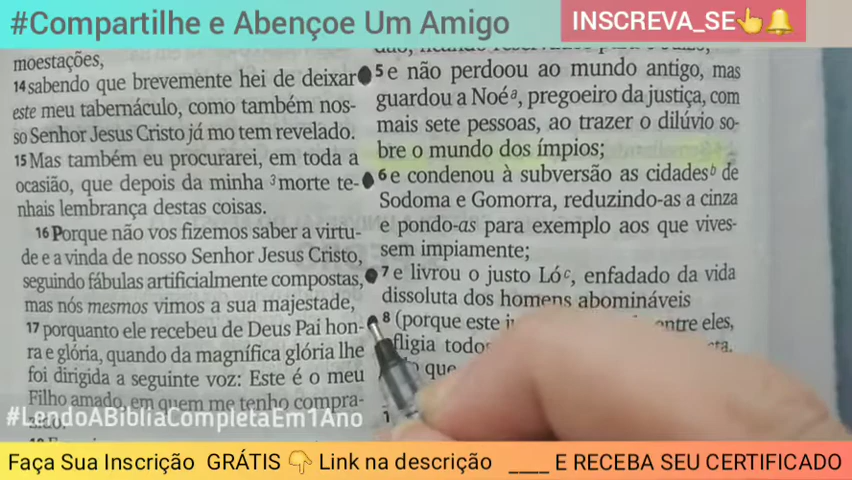 #Compartilhe e Abençoe Um Amigo
INSCREVA_SE👆🔔
moestações,
14 sabendo que brevemente hei de deixar
este meu tabernáculo, como também nos-
so Senhor Jesus Cristo já mo tem revelado.
15 Mas também eu procurarei, em toda a
ocasião, que depois da minha ³morte te-
nhais lembrança destas coisas.
16 Porque não vos fizemos saber a virtu-
de e a vinda de nosso Senhor Jesus Cristo,
seguindo fábulas artificialmente compostas,
mas nós mesmos vimos a sua majestade,
17 porquanto ele recebeu de Deus Pai hon-
ra e glória, quando da magnífica glória lhe
foi dirigida a seguinte voz: Este é o meu
Filho amado, em quem me tenho compra-
5 e não perdoou ao mundo antigo, mas
guardou a Noéᵃ, pregoeiro da justiça, com
mais sete pessoas, ao trazer o dilúvio so-
bre o mundo dos ímpios;
6 e condenou à subversão as cidadesᵇ de
Sodoma e Gomorra, reduzindo-as a cinza
e pondo-as para exemplo aos que vives-
sem impiamente;
7 e livrou o justo Lóᶜ, enfadado da vida
dissoluta dos homens abomináveis
8 (porque este entre eles,
que
#LendoABibliaCompletaEm1Ano
Faça Sua Inscrição GRÁTIS 👇 Link na descrição ____ E RECEBA SEU CERTIFICADO